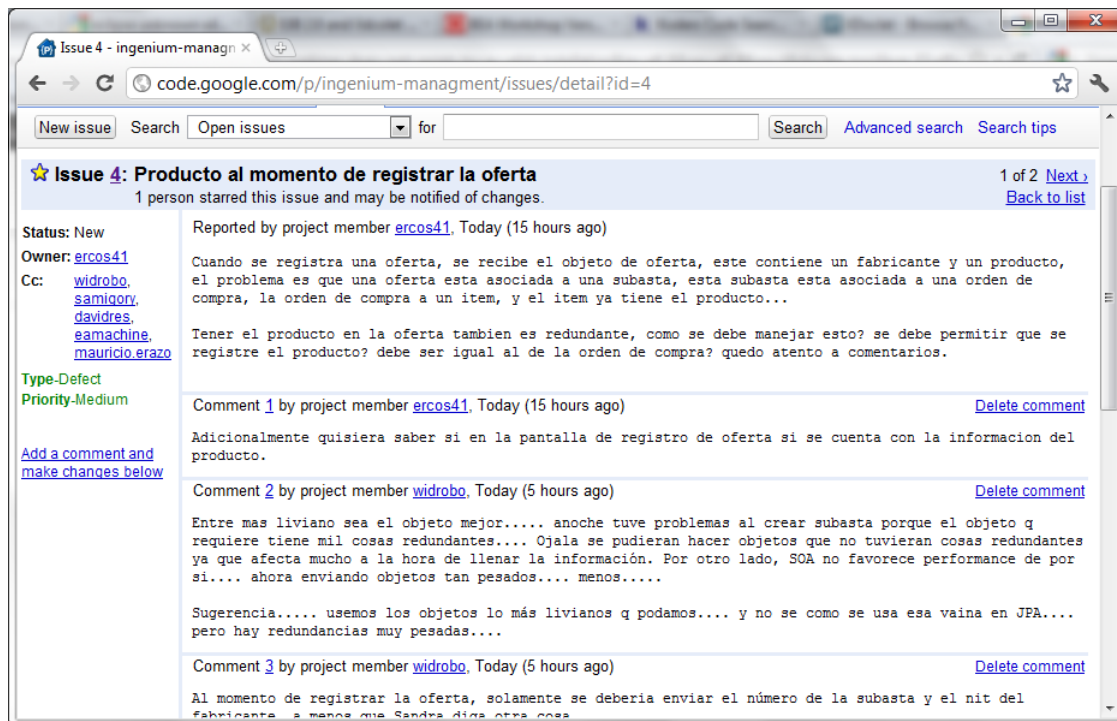 Issue 4 - ingenium-managn
code.google.com/p/ingenium-managment/issues/detail?id=4
New issue Search Open issues for Search Advanced search Search tips
Issue 4: Producto al momento de registrar la oferta 1 of 2 Next ›
1 person starred this issue and may be notified of changes. Back to list
Status: New
Owner: ercos41
Cc: widrobo,
samigory,
davidres,
eamachine,
mauricio.erazo
Type-Defect
Priority-Medium
Add a comment and
make changes below
Reported by project member ercos41, Today (15 hours ago)
Cuando se registra una oferta, se recibe el objeto de oferta, este contiene un fabricante y un producto,
el problema es que una oferta esta asociada a una subasta, esta subasta esta asociada a una orden de
compra, la orden de compra a un item, y el item ya tiene el producto...
Tener el producto en la oferta tambien es redundante, como se debe manejar esto? se debe permitir que se
registre el producto? debe ser igual al de la orden de compra? quedo atento a comentarios.
Comment 1 by project member ercos41, Today (15 hours ago) Delete comment
Adicionalmente quisiera saber si en la pantalla de registro de oferta si se cuenta con la informacion del
producto.
Comment 2 by project member widrobo, Today (5 hours ago) Delete comment
Entre mas liviano sea el objeto mejor..... anoche tuve problemas al crear subasta porque el objeto q
requiere tiene mil cosas redundantes.... Ojala se pudieran hacer objetos que no tuvieran cosas redundantes
ya que afecta mucho a la hora de llenar la información. Por otro lado, SOA no favorece performance de por
si.... ahora enviando objetos tan pesados.... menos.....
Sugerencia..... usemos los objetos lo más livianos q podamos.... y no se como se usa esa vaina en JPA....
pero hay redundancias muy pesadas....
Comment 3 by project member widrobo, Today (5 hours ago) Delete comment
Al momento de registrar la oferta, solamente se deberia enviar el número de la subasta y el nit del
fabricante, a menos que Sandra diga otra cosa